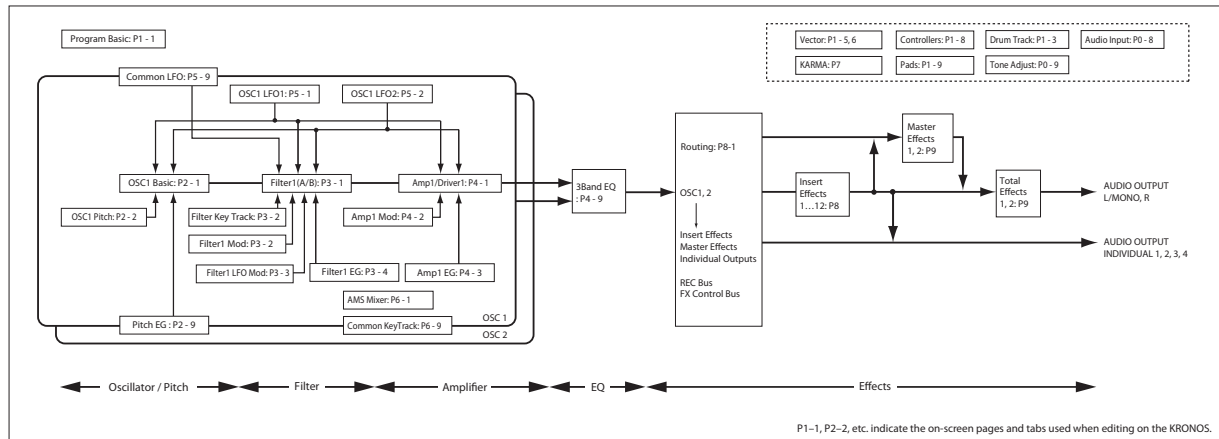 Program Basic: P1 - 1
Vector: P1 - 5, 6
Controllers: P1 - 8
Drum Track: P1 - 3
Audio Input: P0 - 8
KARMA: P7
Pads: P1 - 9
Tone Adjust: P0 - 9
Common LFO: P5 - 9
OSC1 LFO1: P5 - 1
OSC1 LFO2: P5 - 2
OSC1 Basic: P2 - 1
Filter1(A/B): P3 - 1
Amp1/Driver1: P4 - 1
OSC1 Pitch: P2 - 2
Filter Key Track: P3 - 2
Amp1 Mod: P4 - 2
Filter1 Mod: P3 - 2
Filter1 LFO Mod: P3 - 3
Filter1 EG: P3 - 4
Amp1 EG: P4 - 3
AMS Mixer: P6 - 1
Pitch EG : P2 - 9
Common KeyTrack: P6 - 9
OSC 1
OSC 2
3Band EQ
: P4 - 9
Routing: P8-1
OSC1, 2
Insert Effects
Master Effects
Individual Outputs
REC Bus
FX Control Bus
Insert
Effects
1…12: P8
Master
Effects
1, 2: P9
Total
Effects
1, 2: P9
AUDIO OUTPUT
L/MONO, R
AUDIO OUTPUT
INDIVIDUAL 1, 2, 3, 4
Oscillator / Pitch
Filter
Amplifier
EQ
Effects
P1–1, P2–2, etc. indicate the on-screen pages and tabs used when editing on the KRONOS.